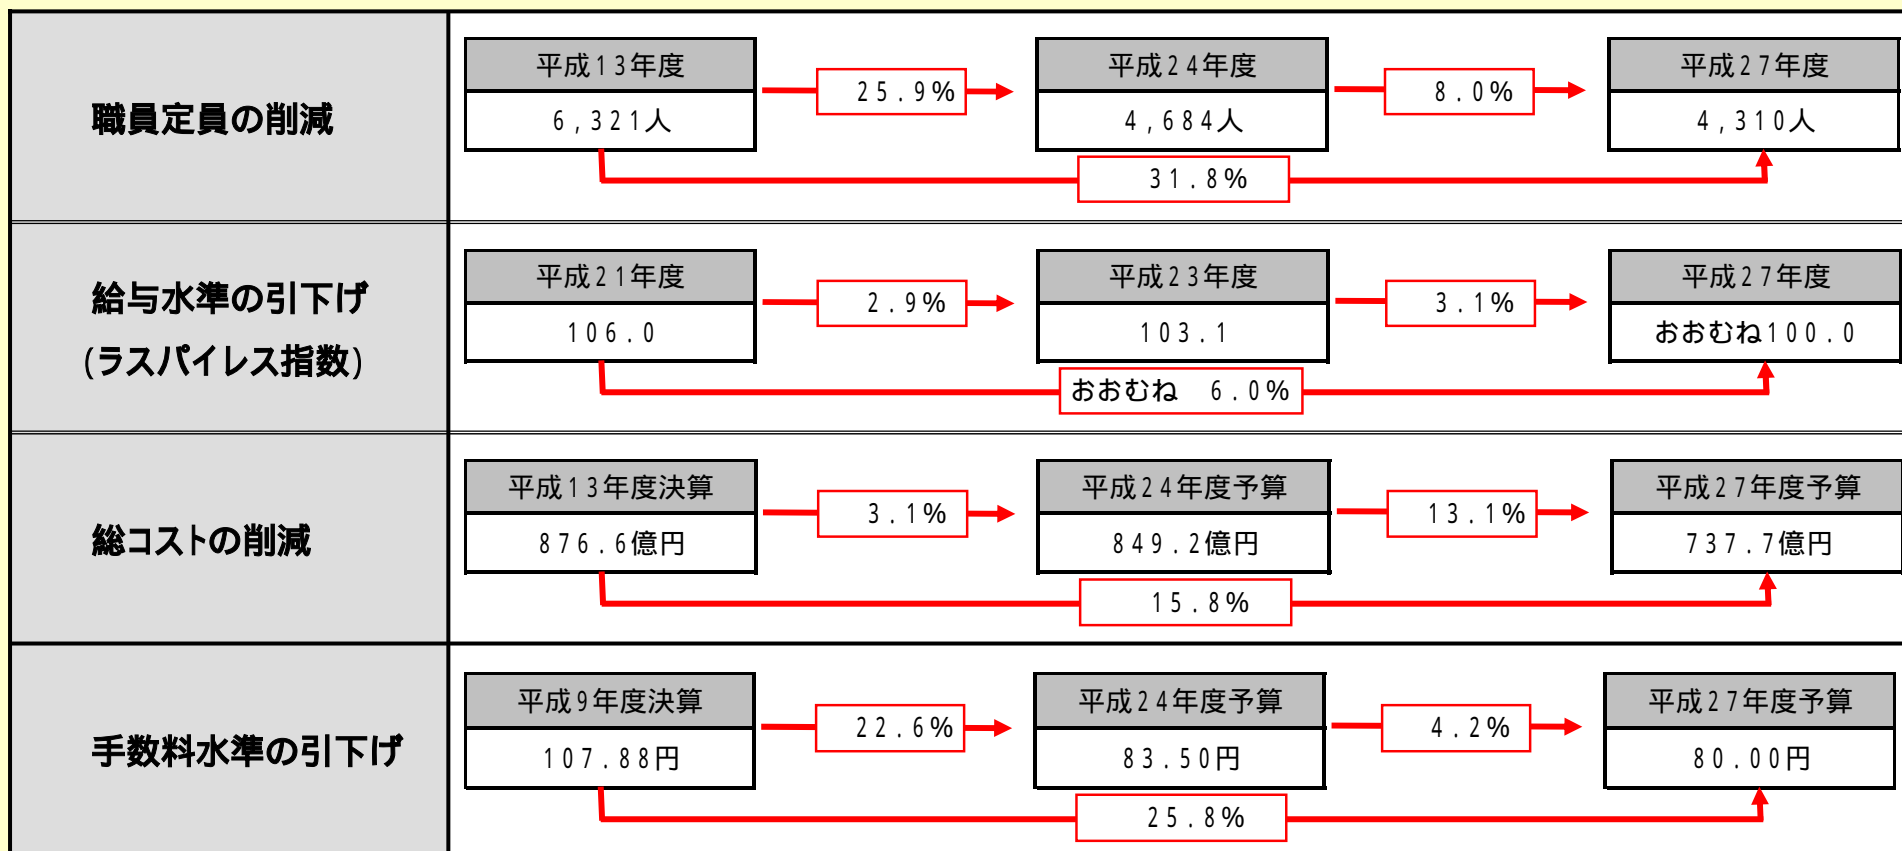 職員定員の削減
平成13年度
6,321人
25.9%
平成24年度
4,684人
8.0%
平成27年度
4,310人
31.8%
給与水準の引下げ
(ラスパイレス指数)
平成21年度
106.0
2.9%
平成23年度
103.1
3.1%
平成27年度
おおむね100.0
おおむね 6.0%
総コストの削減
平成13年度決算
876.6億円
3.1%
平成24年度予算
849.2億円
13.1%
平成27年度予算
737.7億円
15.8%
手数料水準の引下げ
平成9年度決算
107.88円
22.6%
平成24年度予算
83.50円
4.2%
平成27年度予算
80.00円
25.8%